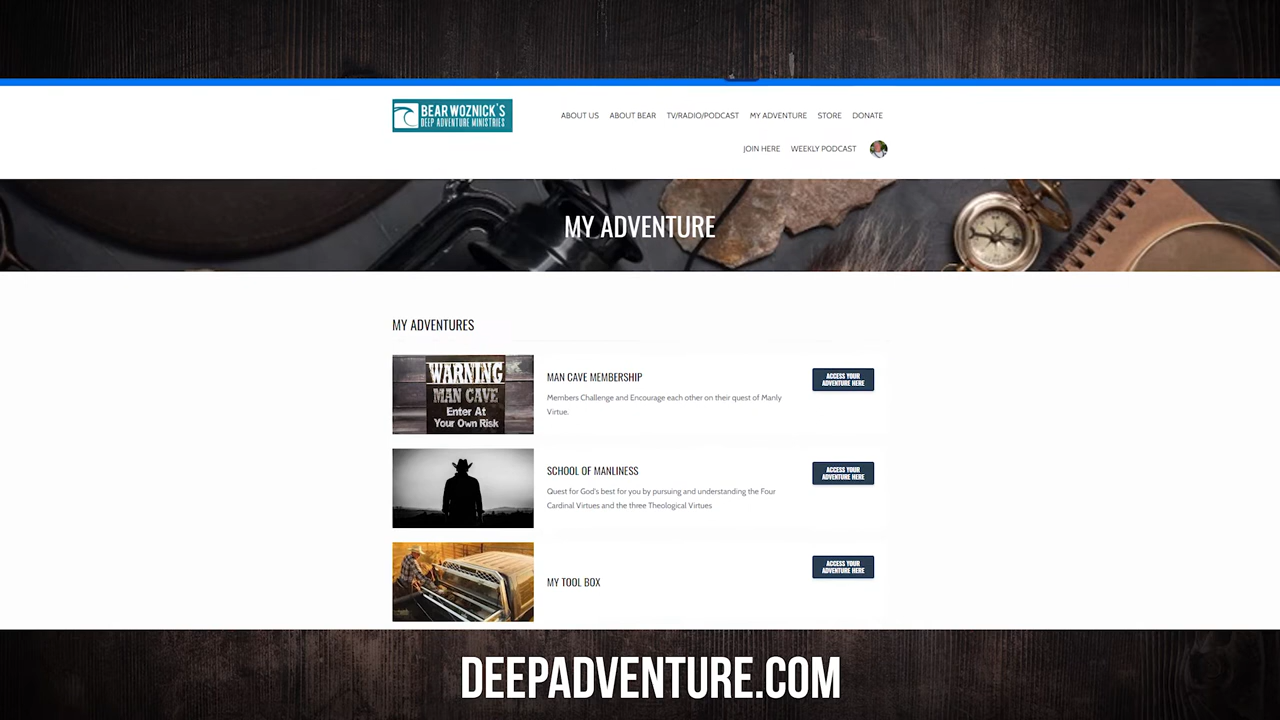 BEAR WOZNICK'S
DEEP ADVENTURE MINISTRIES
ABOUT US ABOUT BEAR TV/RADIO/PODCAST MY ADVENTURE STORE DONATE
JOIN HERE WEEKLY PODCAST
MY ADVENTURE
MY ADVENTURES
WARNING
MAN CAVE
Enter At
Your Own Risk
MAN CAVE MEMBERSHIP
Members Challenge and Encourage each other on their quest of Manly
Virtue.
ACCESS YOUR
ADVENTURE HERE
SCHOOL OF MANLINESS
Quest for God's best for you by pursuing and understanding the Four
Cardinal Virtues and the three Theological Virtues
ACCESS YOUR
ADVENTURE HERE
MY TOOL BOX
ACCESS YOUR
ADVENTURE HERE
DEEPADVENTURE.COM